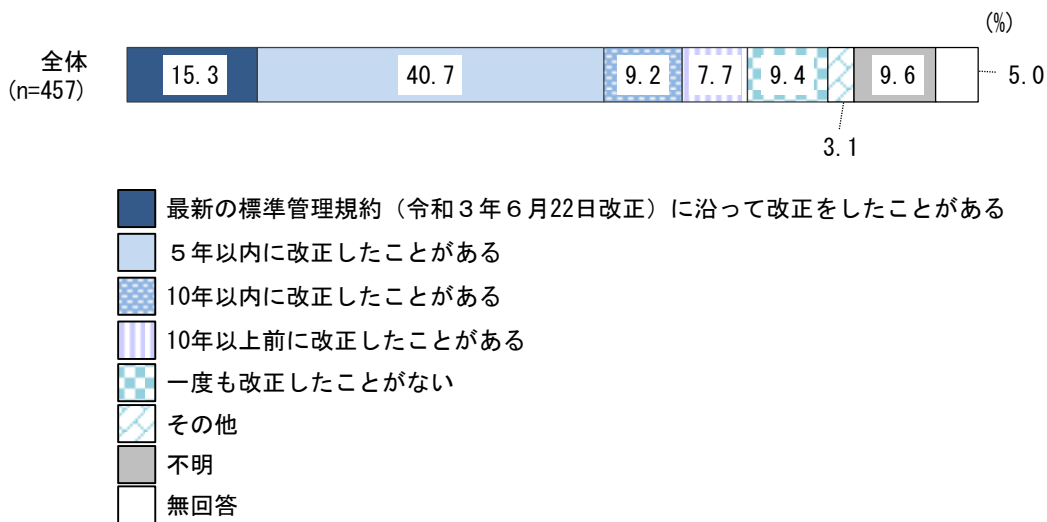 (%)
全体
(n=457)
15.3 40.7 9.2 7.7 9.4 9.6 5.0
3.1
最新の標準管理規約（令和３年６月22日改正）に沿って改正をしたことがある
５年以内に改正したことがある
10年以内に改正したことがある
10年以上前に改正したことがある
一度も改正したことがない
その他
不明
無回答